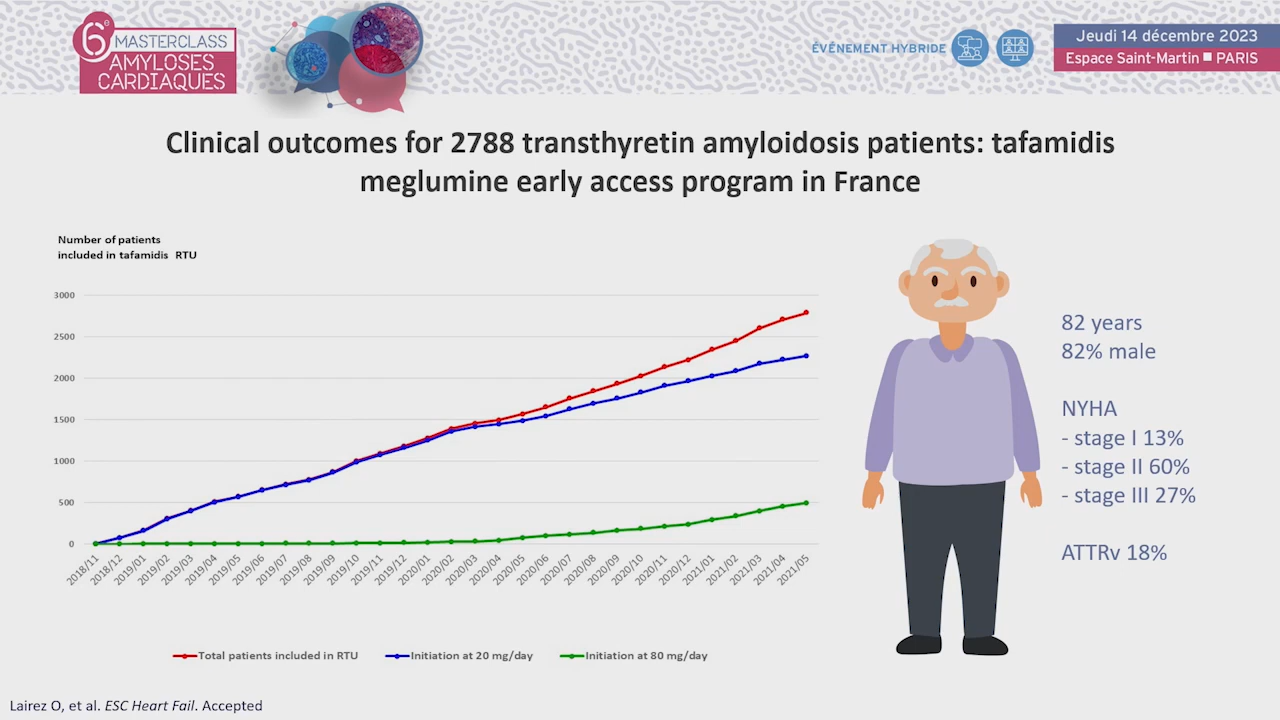 6e MASTERCLASS
AMYLOSES
CARDIAQUES
ÉVÉNEMENT HYBRIDE
Jeudi 14 décembre 2023
Espace Saint-Martin ■ PARIS
Clinical outcomes for 2788 transthyretin amyloidosis patients: tafamidis
meglumine early access program in France
Number of patients
included in tafamidis RTU
3000
2500
2000
1500
1000
500
0
2018/11 2018/12 2019/01 2019/02 2019/03 2019/04 2019/05 2019/06 2019/07 2019/08 2019/09 2019/10 2019/11 2019/12 2020/01 2020/02 2020/03 2020/04 2020/05 2020/06 2020/07 2020/08 2020/09 2020/10 2020/11 2020/12 2021/01 2021/02 2021/03 2021/04 2021/05
Total patients included in RTU Initiation at 20 mg/day Initiation at 80 mg/day
82 years
82% male
NYHA
- stage I 13%
- stage II 60%
- stage III 27%
ATTRv 18%
Lairez O, et al. ESC Heart Fail. Accepted